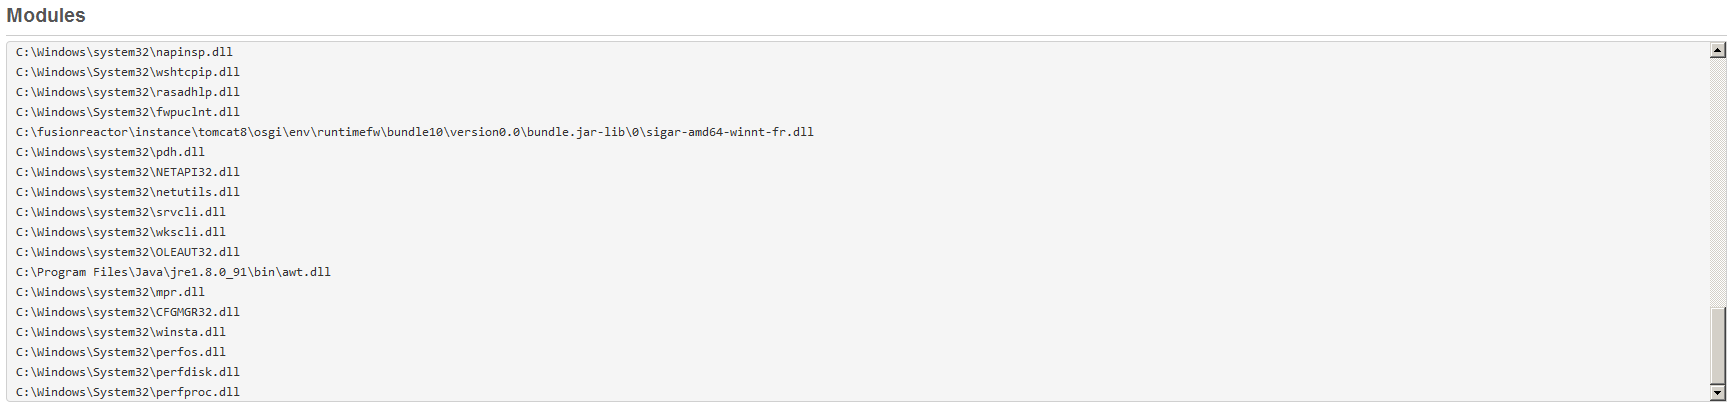 Modules
C:\Windows\system32\napinsp.dll
C:\Windows\System32\wshtcpip.dll
C:\Windows\system32\rasadhlp.dll
C:\Windows\System32\fwpuclnt.dll
C:\fusionreactor\instance\tomcat8\osgi\env\runtimefw\bundle10\version0.0\bundle.jar-lib\0\sigar-amd64-winnt-fr.dll
C:\Windows\system32\pdh.dll
C:\Windows\system32\NETAPI32.dll
C:\Windows\system32\netutils.dll
C:\Windows\system32\srvcli.dll
C:\Windows\system32\wkscli.dll
C:\Windows\system32\OLEAUT32.dll
C:\Program Files\Java\jre1.8.0_91\bin\awt.dll
C:\Windows\system32\mpr.dll
C:\Windows\system32\CFGMGR32.dll
C:\Windows\system32\winsta.dll
C:\Windows\System32\perfos.dll
C:\Windows\System32\perfdisk.dll
C:\Windows\System32\perfproc.dll